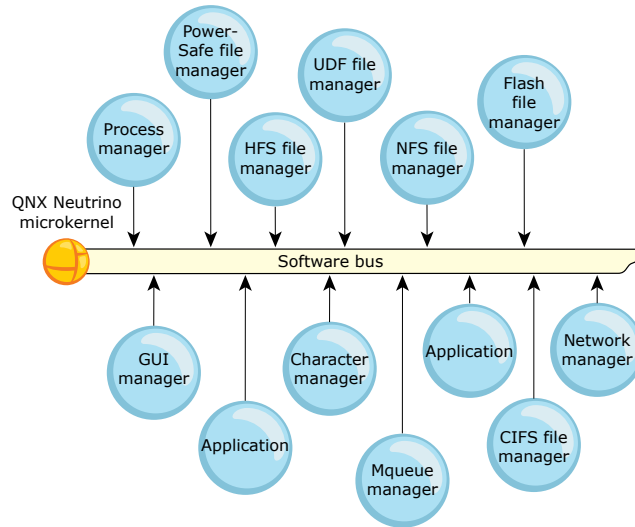 Power-
Safe file
manager
UDF file
manager
Flash
file
manager
Process
manager
HFS file
manager
NFS file
manager
QNX Neutrino
microkernel
Software bus
GUI
manager
Character
manager
Application
Network
manager
Application
CIFS file
manager
Mqueue
manager